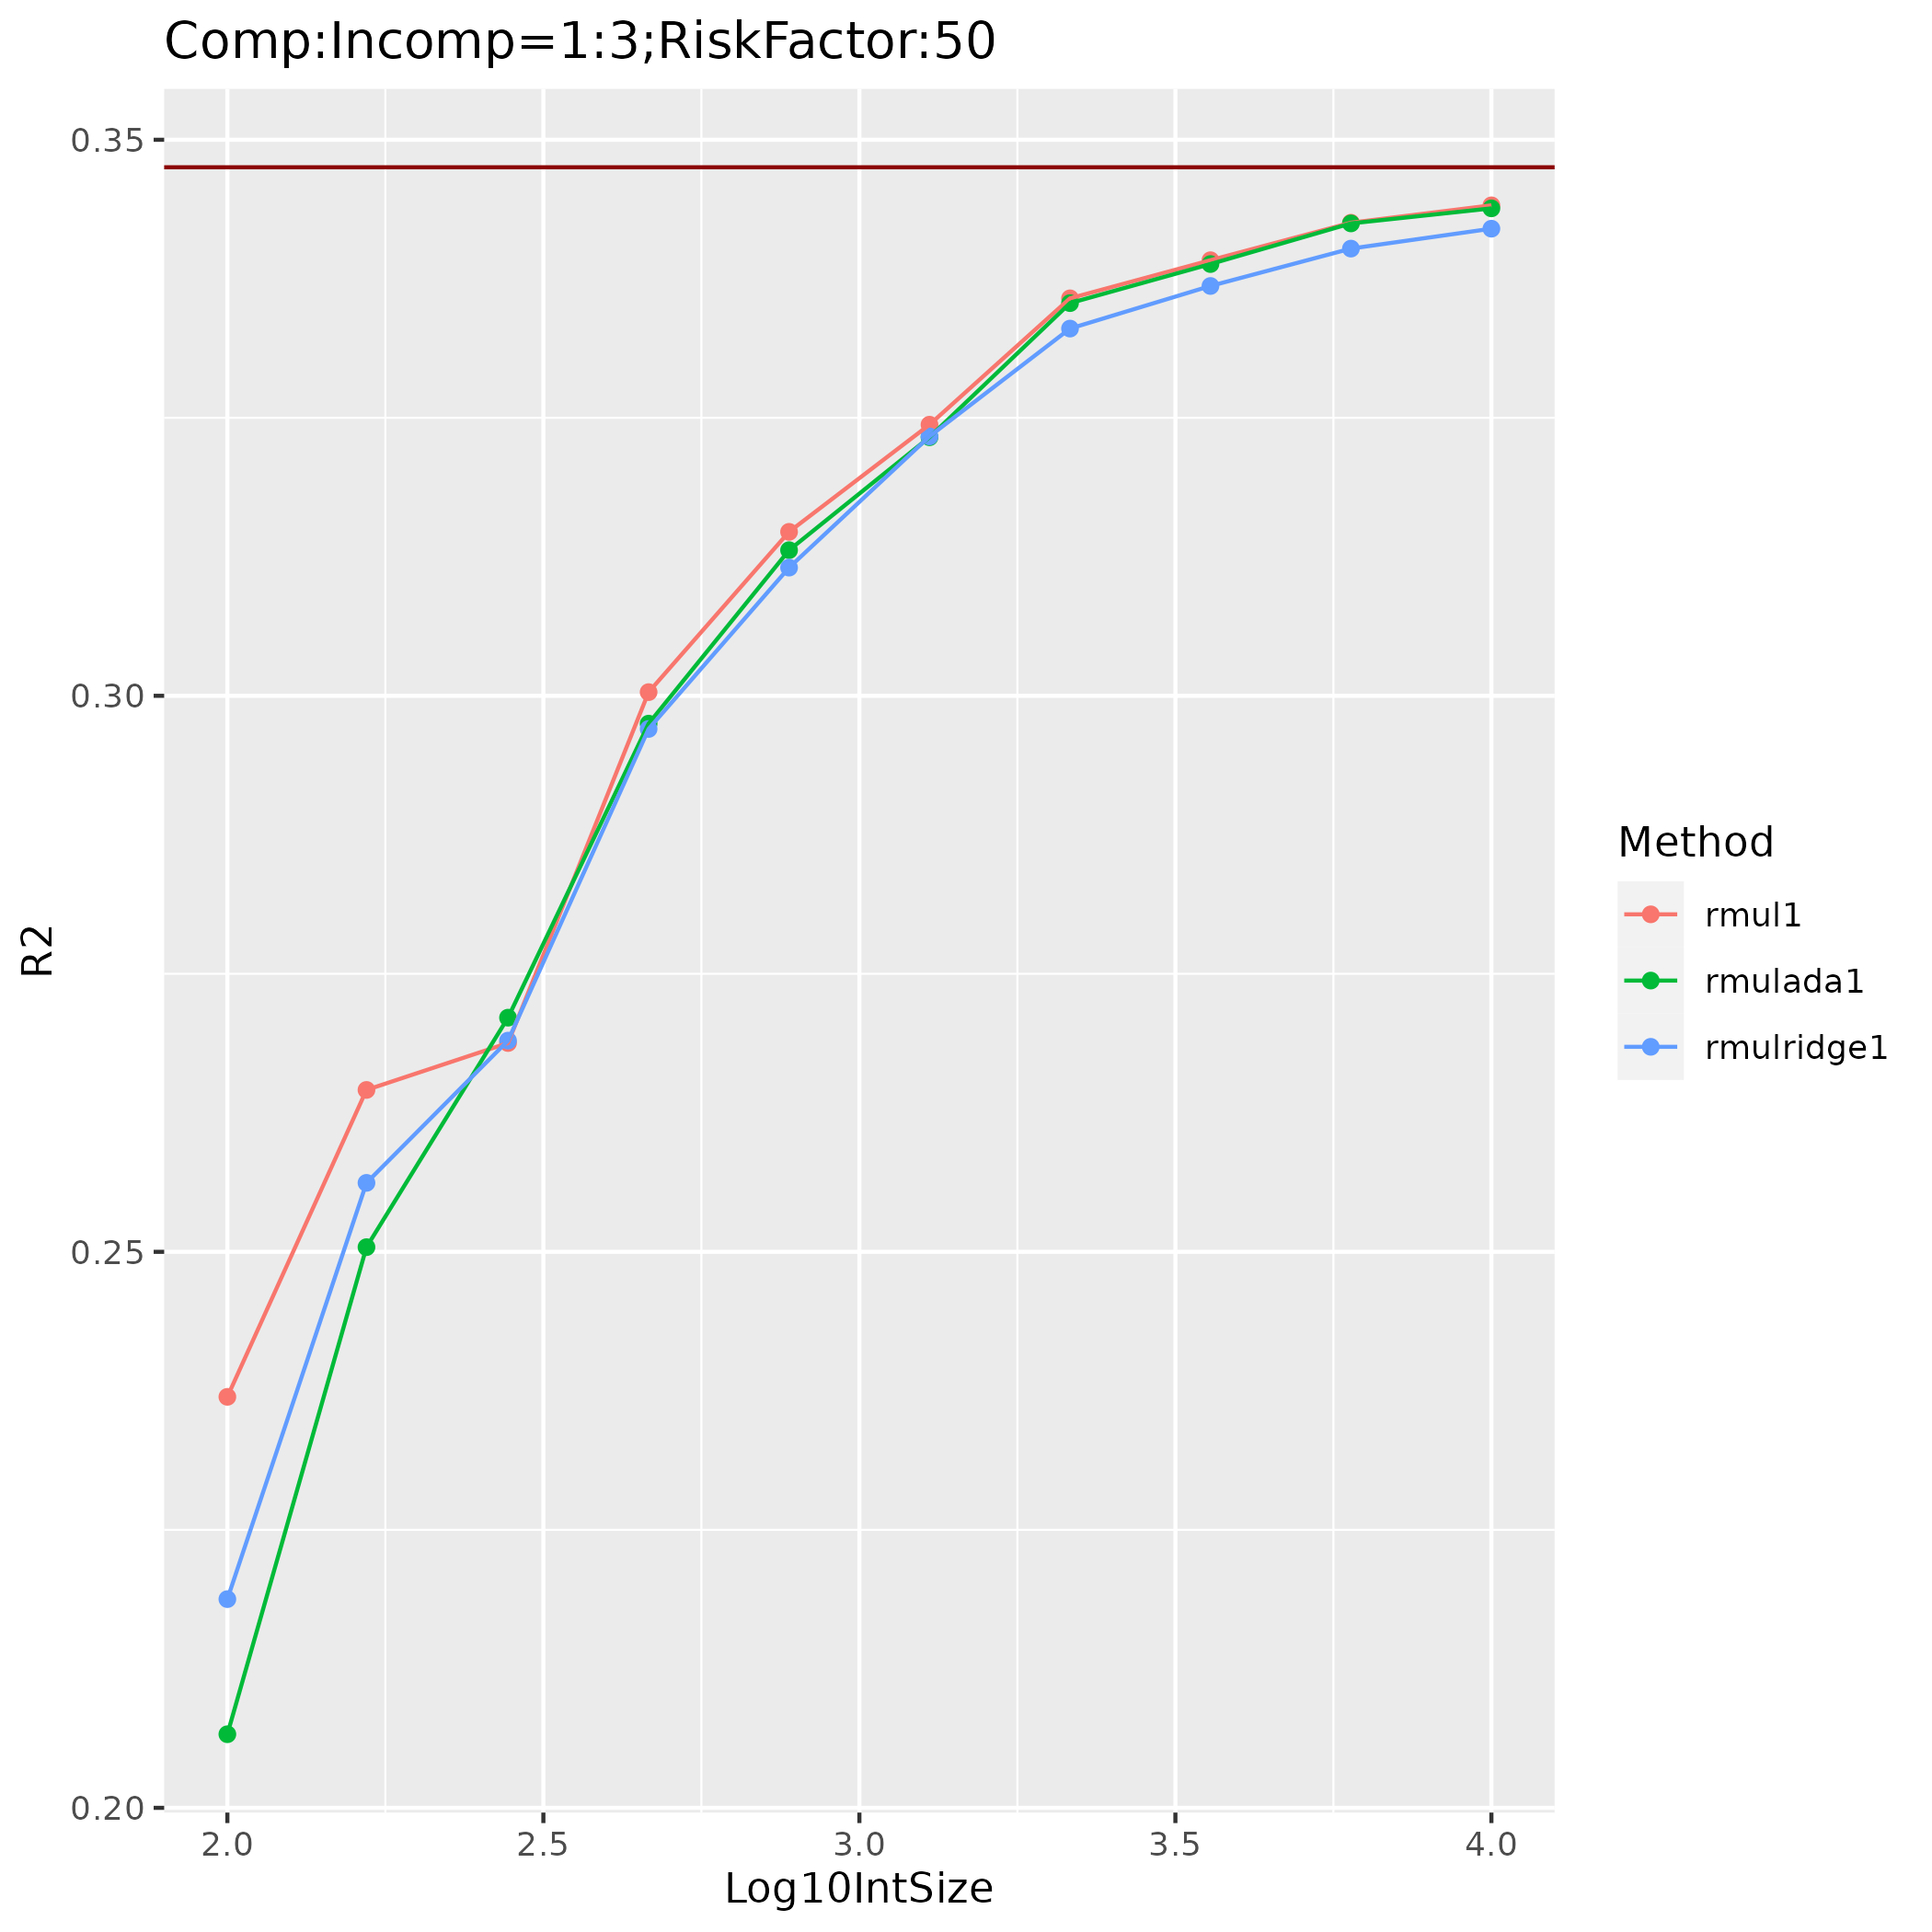 Comp:Incomp=1:3;RiskFactor:50
0.35
0.30
0.25
0.20
R2
2.0 2.5 3.0 3.5 4.0
Log10IntSize
Method
rmul1
rmulada1
rmulridge1